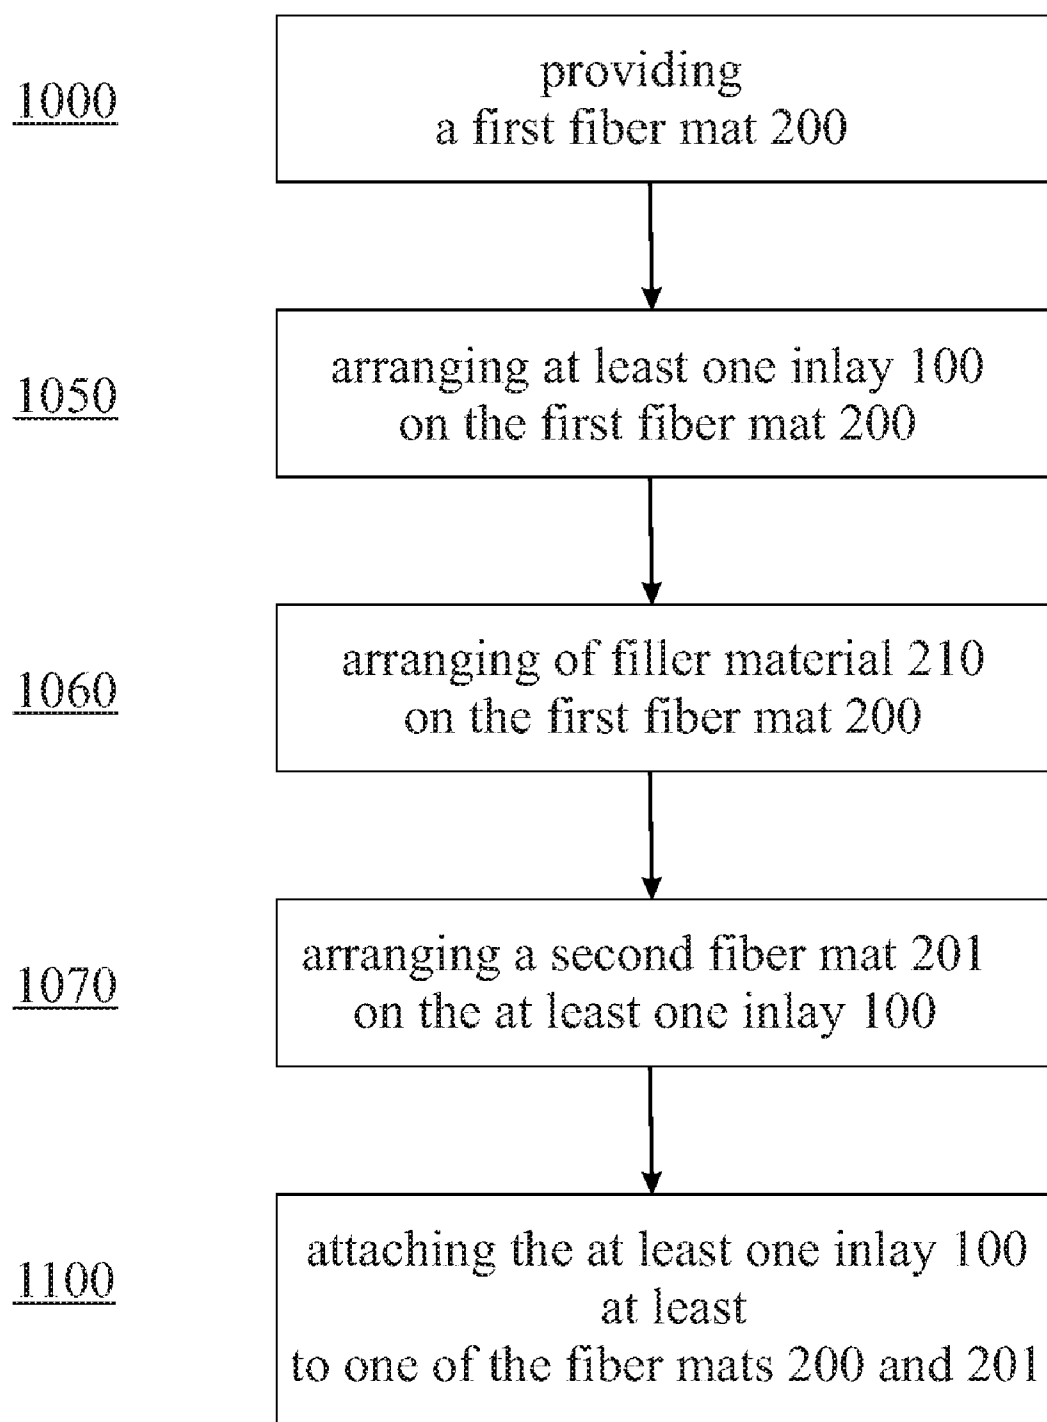 1000
providing
a first fiber mat 200
1050
arranging at least one inlay 100
on the first fiber mat 200
1060
arranging of filler material 210
on the first fiber mat 200
1070
arranging a second fiber mat 201
on the at least one inlay 100
1100
attaching the at least one inlay 100
at least
to one of the fiber mats 200 and 201